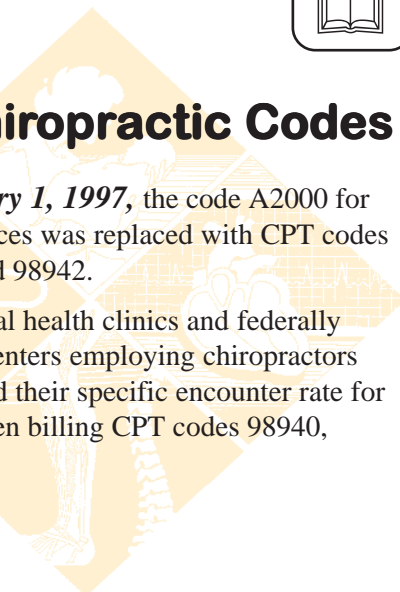 hiropractic Codes
ry 1, 1997, the code A2000 for
ces was replaced with CPT codes
d 98942.
al health clinics and federally
enters employing chiropractors
d their specific encounter rate for
en billing CPT codes 98940,